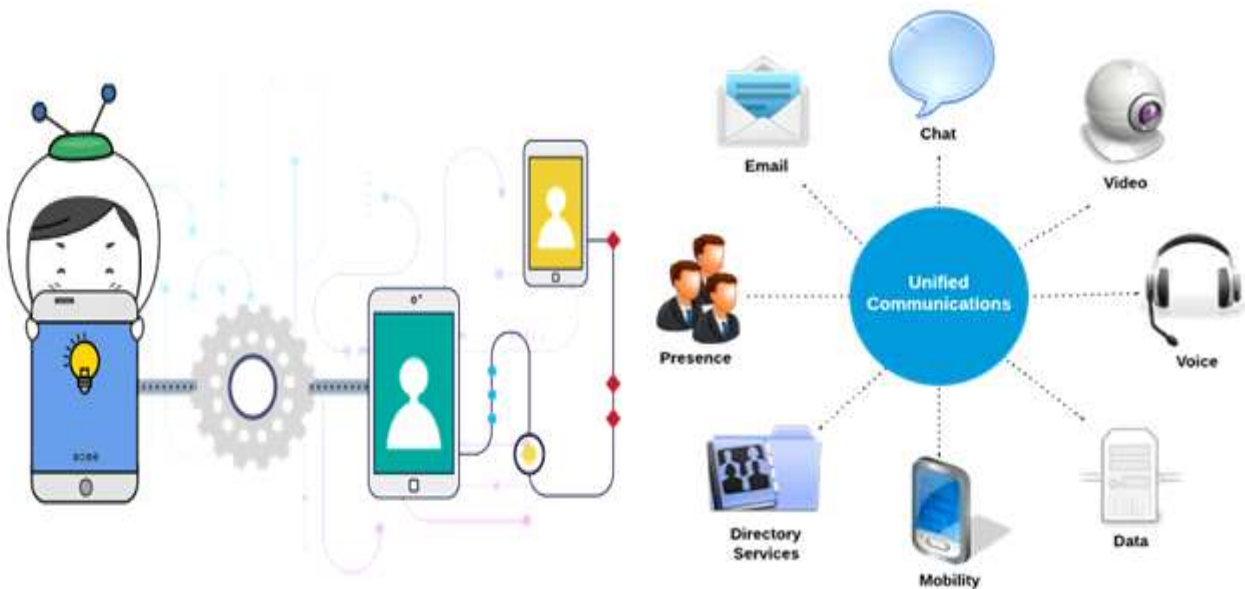 Chat
Email
Video
Unified
Communications
Presence
Voice
Directory
Services
Data
Mobility